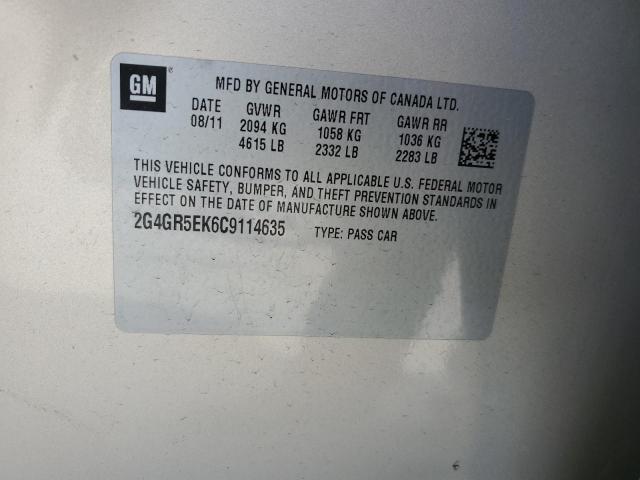 GM ®
MFD BY GENERAL MOTORS OF CANADA LTD.
DATE GVWR GAWR FRT GAWR RR
08/11 2094 KG 1058 KG 1036 KG
4615 LB 2332 LB 2283 LB
THIS VEHICLE CONFORMS TO ALL APPLICABLE U.S. FEDERAL MOTOR
VEHICLE SAFETY, BUMPER, AND THEFT PREVENTION STANDARDS IN
EFFECT ON THE DATE OF MANUFACTURE SHOWN ABOVE.
2G4GR5EK6C9114635 TYPE: PASS CAR